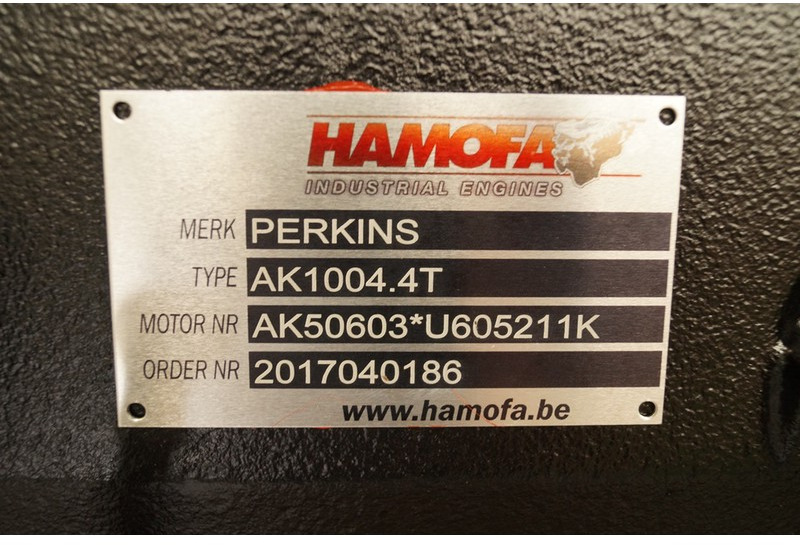 HAMOFA
INDUSTRIAL ENGINES
MERK PERKINS
TYPE AK1004.4T
MOTOR NR AK50603*U605211K
ORDER NR 2017040186
www.hamofa.be